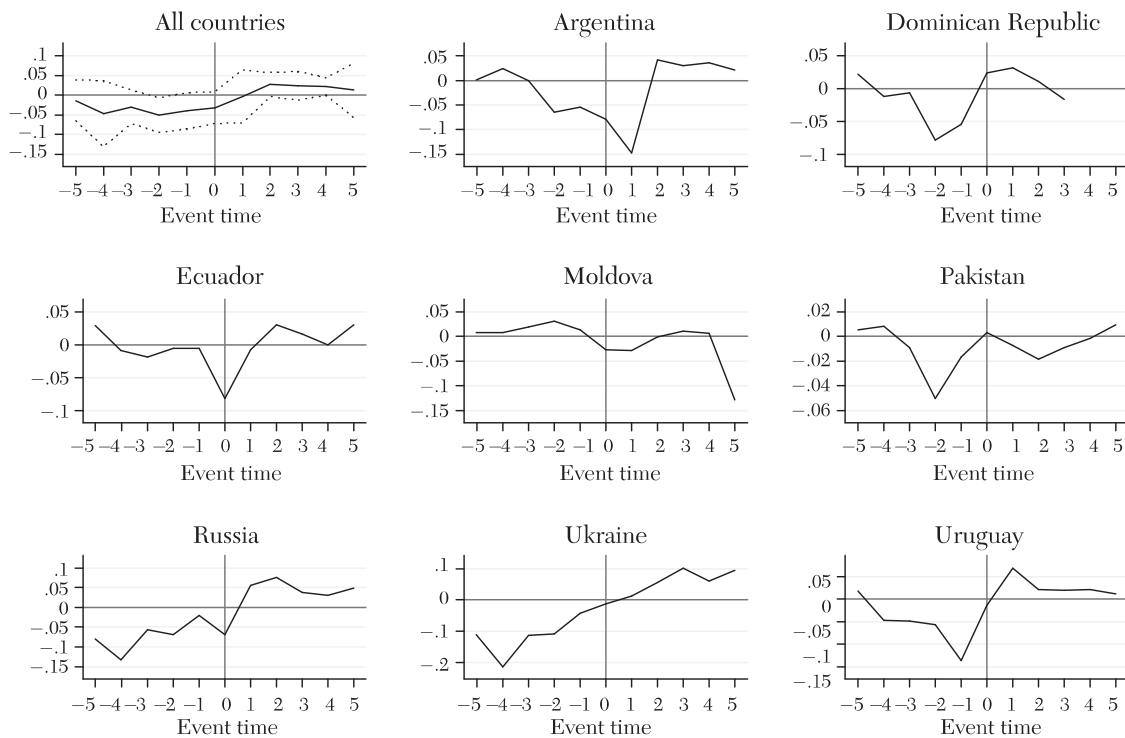 All countries
.1
.05
0
−.05
−.1
−.15
−5 −4 −3 −2 −1 0 1 2 3 4 5
Event time
Argentina
.05
0
−.05
−.1
−.15
−5 −4 −3 −2 −1 0 1 2 3 4 5
Event time
Dominican Republic
.05
0
−.05
−.1
−5 −4 −3 −2 −1 0 1 2 3 4 5
Event time
Ecuador
.05
0
−.05
−.1
−5 −4 −3 −2 −1 0 1 2 3 4 5
Event time
Moldova
.05
0
−.05
−.1
−.15
−5 −4 −3 −2 −1 0 1 2 3 4 5
Event time
Pakistan
.02
0
−.02
−.04
−.06
−5 −4 −3 −2 −1 0 1 2 3 4 5
Event time
Russia
.1
.05
0
−.05
−.1
−.15
−5 −4 −3 −2 −1 0 1 2 3 4 5
Event time
Ukraine
.1
0
−.1
−.2
−5 −4 −3 −2 −1 0 1 2 3 4 5
Event time
Uruguay
.05
0
−.05
−.1
−.15
−5 −4 −3 −2 −1 0 1 2 3 4 5
Event time